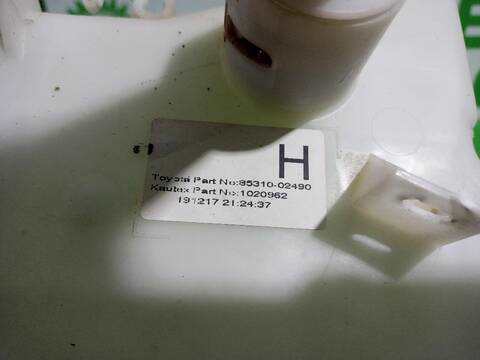 H
Toyota Part No:85310-02490
Kautex Part No:1020962
191217 21:24:37